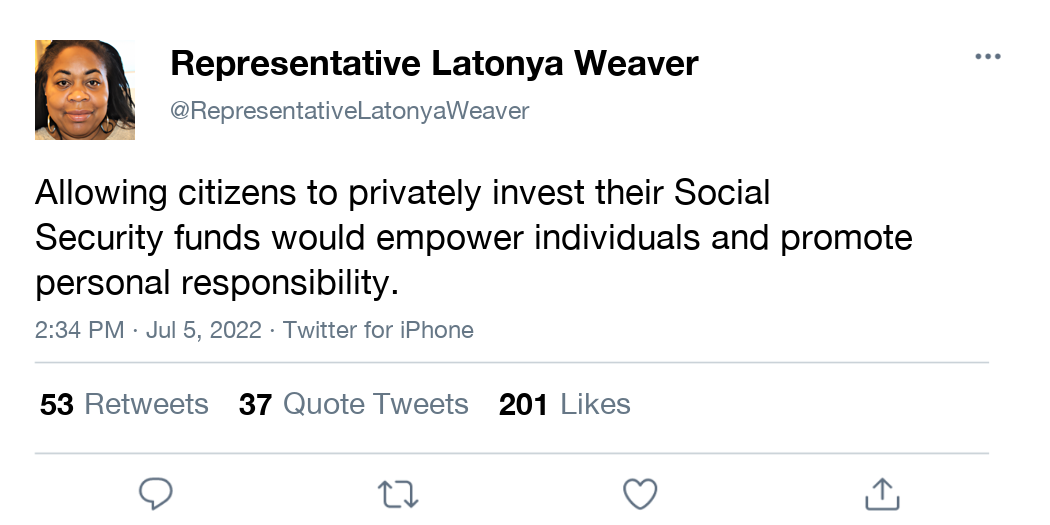 Representative Latonya Weaver
@RepresentativeLatonyaWeaver
Allowing citizens to privately invest their Social
Security funds would empower individuals and promote
personal responsibility.
2:34 PM · Jul 5, 2022 · Twitter for iPhone
53 Retweets 37 Quote Tweets 201 Likes